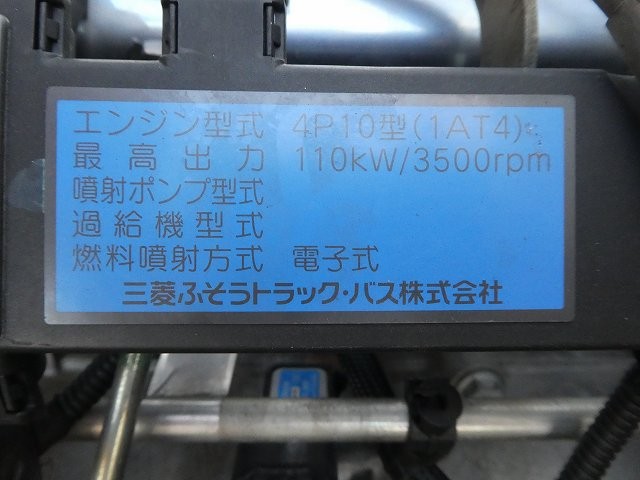 エンジン型式 4P10型(1AT4)
最高出力 110kW/3500rpm
噴射ポンプ型式
過給機型式
燃料噴射方式 電子式
三菱ふそうトラック・バス株式会社